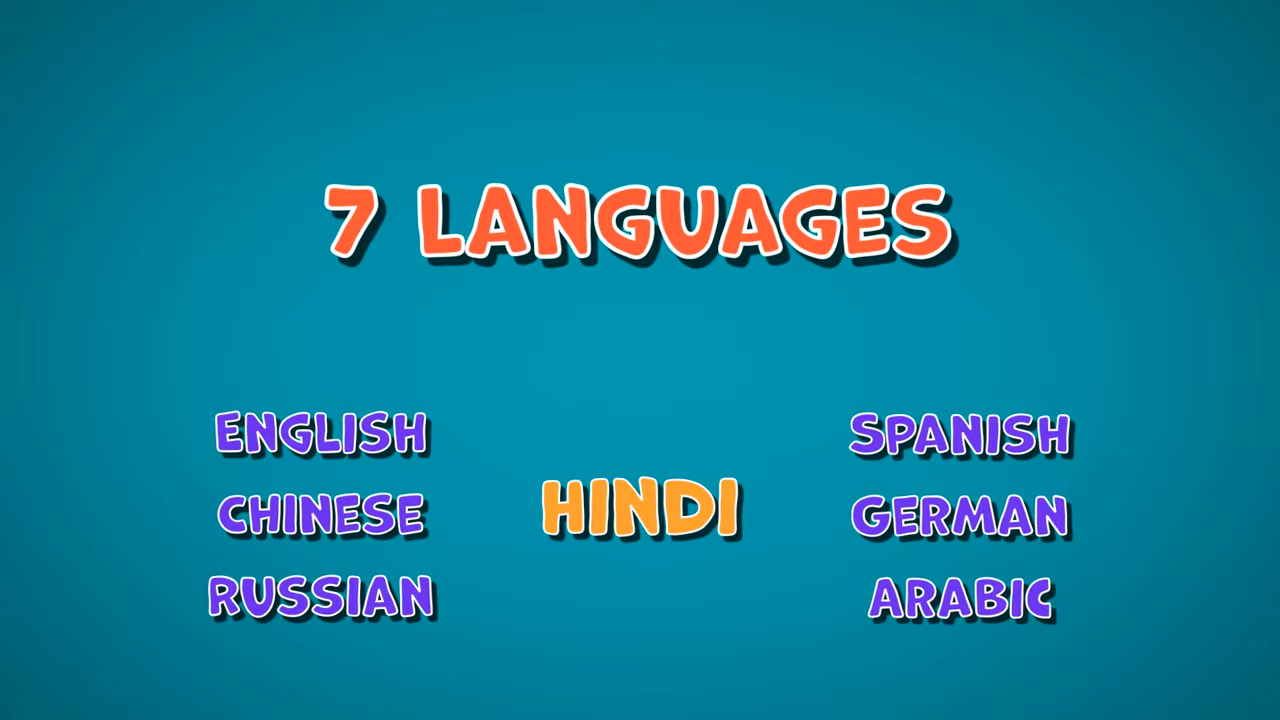 7 LANGUAGES
ENGLISH
CHINESE
RUSSIAN
HINDI
SPANISH
GERMAN
ARABIC